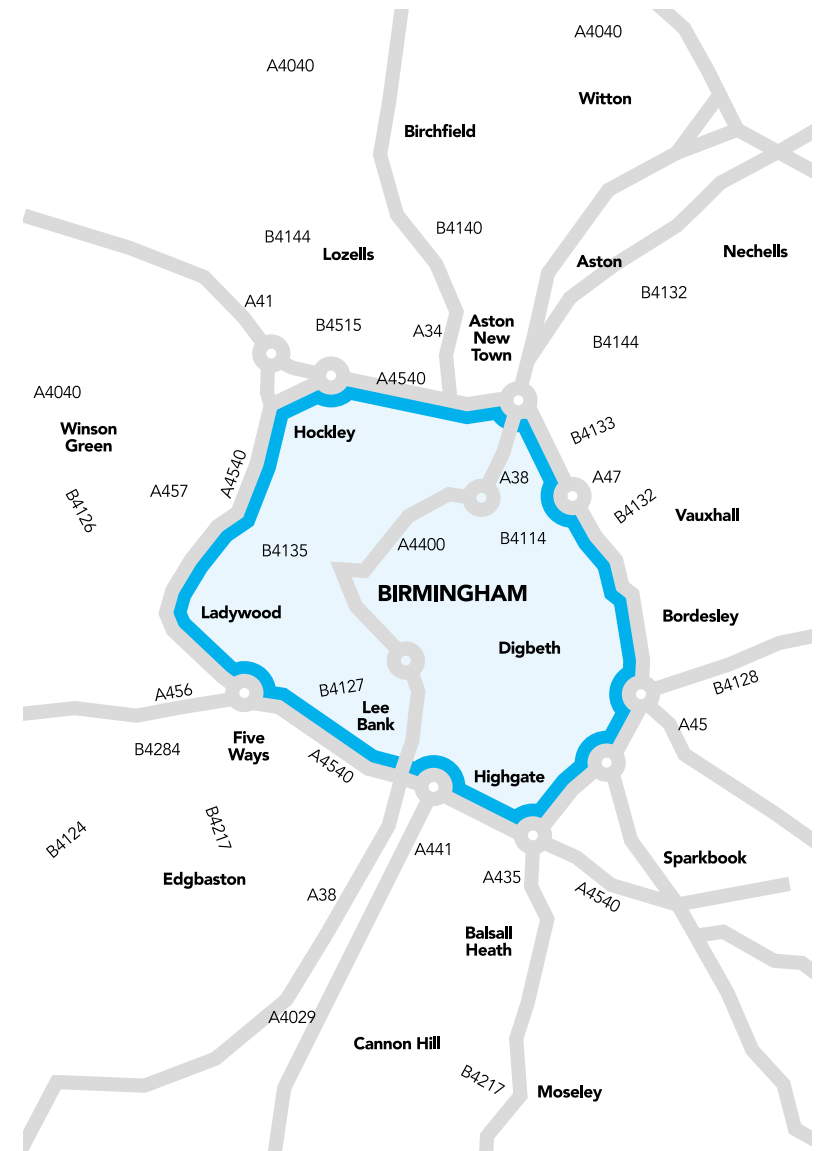 A4040
A4040
Witton
Birchfield
B4140
B4144
Lozells
Nechells
Aston
B4132
A41
B4515
A34
Aston
New
Town
B4144
A4540
A4040
Winson
Green
Hockley
B4133
A4540
A38
A47
A457
B4126
B4132
Vauxhall
B4135
A4400
B4114
BIRMINGHAM
Ladywood
Bordesley
Digbeth
B4128
A456
B4127
Lee
Bank
A45
Five
Ways
B4284
A4540
Highgate
B4217
B4124
A441
Sparkbrook
Edgbaston
A38
A435
A4540
Balsall
Heath
A4029
Cannon Hill
B4217
Moseley